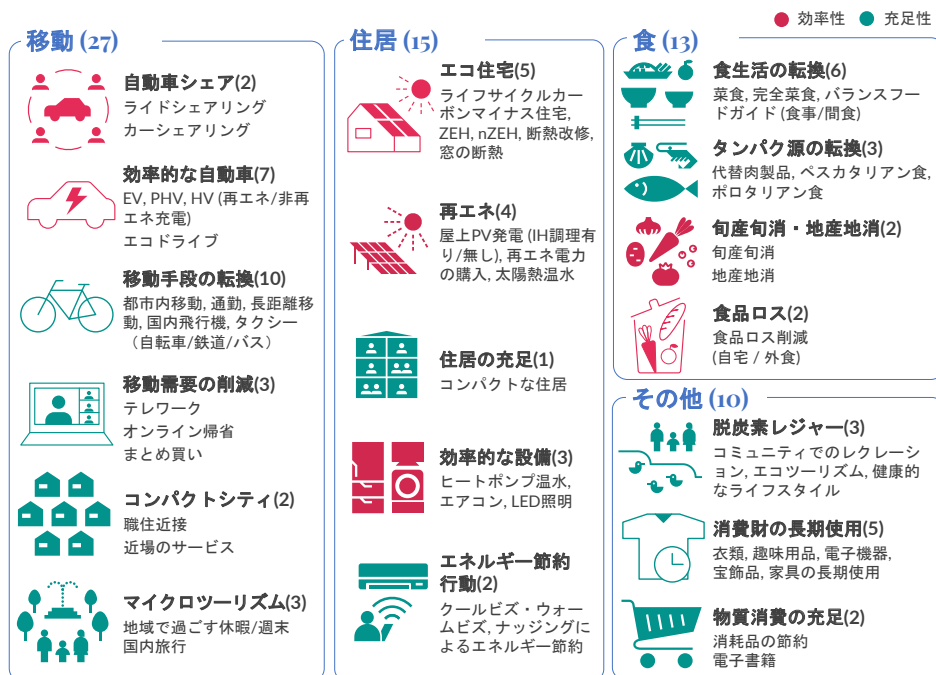 効率性 充足性
移動 (27)
自動車シェア(2)
ライドシェアリング
カーシェアリング
効率的な自動車(7)
EV, PHV, HV (再エネ/非再
エネ充電)
エコドライブ
移動手段の転換(10)
都市内移動, 通勤, 長距離移
動, 国内飛行機, タクシー
（自転車/鉄道/バス）
移動需要の削減(3)
テレワーク
オンライン帰省
まとめ買い
コンパクトシティ(2)
職住近接
近場のサービス
マイクロツーリズム(3)
地域で過ごす休暇/週末
国内旅行
住居 (15)
エコ住宅(5)
ライフサイクルカー
ボンマイナス住宅,
ZEH, nZEH, 断熱改修,
窓の断熱
再エネ(4)
屋上PV発電 (IH調理有
り/無し), 再エネ電力
の購入, 太陽熱温水
住居の充足(1)
コンパクトな住居
効率的な設備(3)
ヒートポンプ温水,
エアコン, LED照明
エネルギー節約
行動(2)
クールビズ・ウォー
ムビズ, ナッジングに
よるエネルギー節約
食 (13)
食生活の転換(6)
菜食, 完全菜食, バランスフー
ドガイド (食事/間食)
タンパク源の転換(3)
代替肉製品, ペスカタリアン食,
ポロタリアン食
旬産旬消・地産地消(2)
旬産旬消
地産地消
食品ロス(2)
食品ロス削減
(自宅 / 外食)
その他 (10)
脱炭素レジャー(3)
コミュニティでのレクレーシ
ョン, エコツーリズム, 健康的
なライフスタイル
消費財の長期使用(5)
衣類, 趣味用品, 電子機器,
宝飾品, 家具の長期使用
物質消費の充足(2)
消耗品の節約
電子書籍